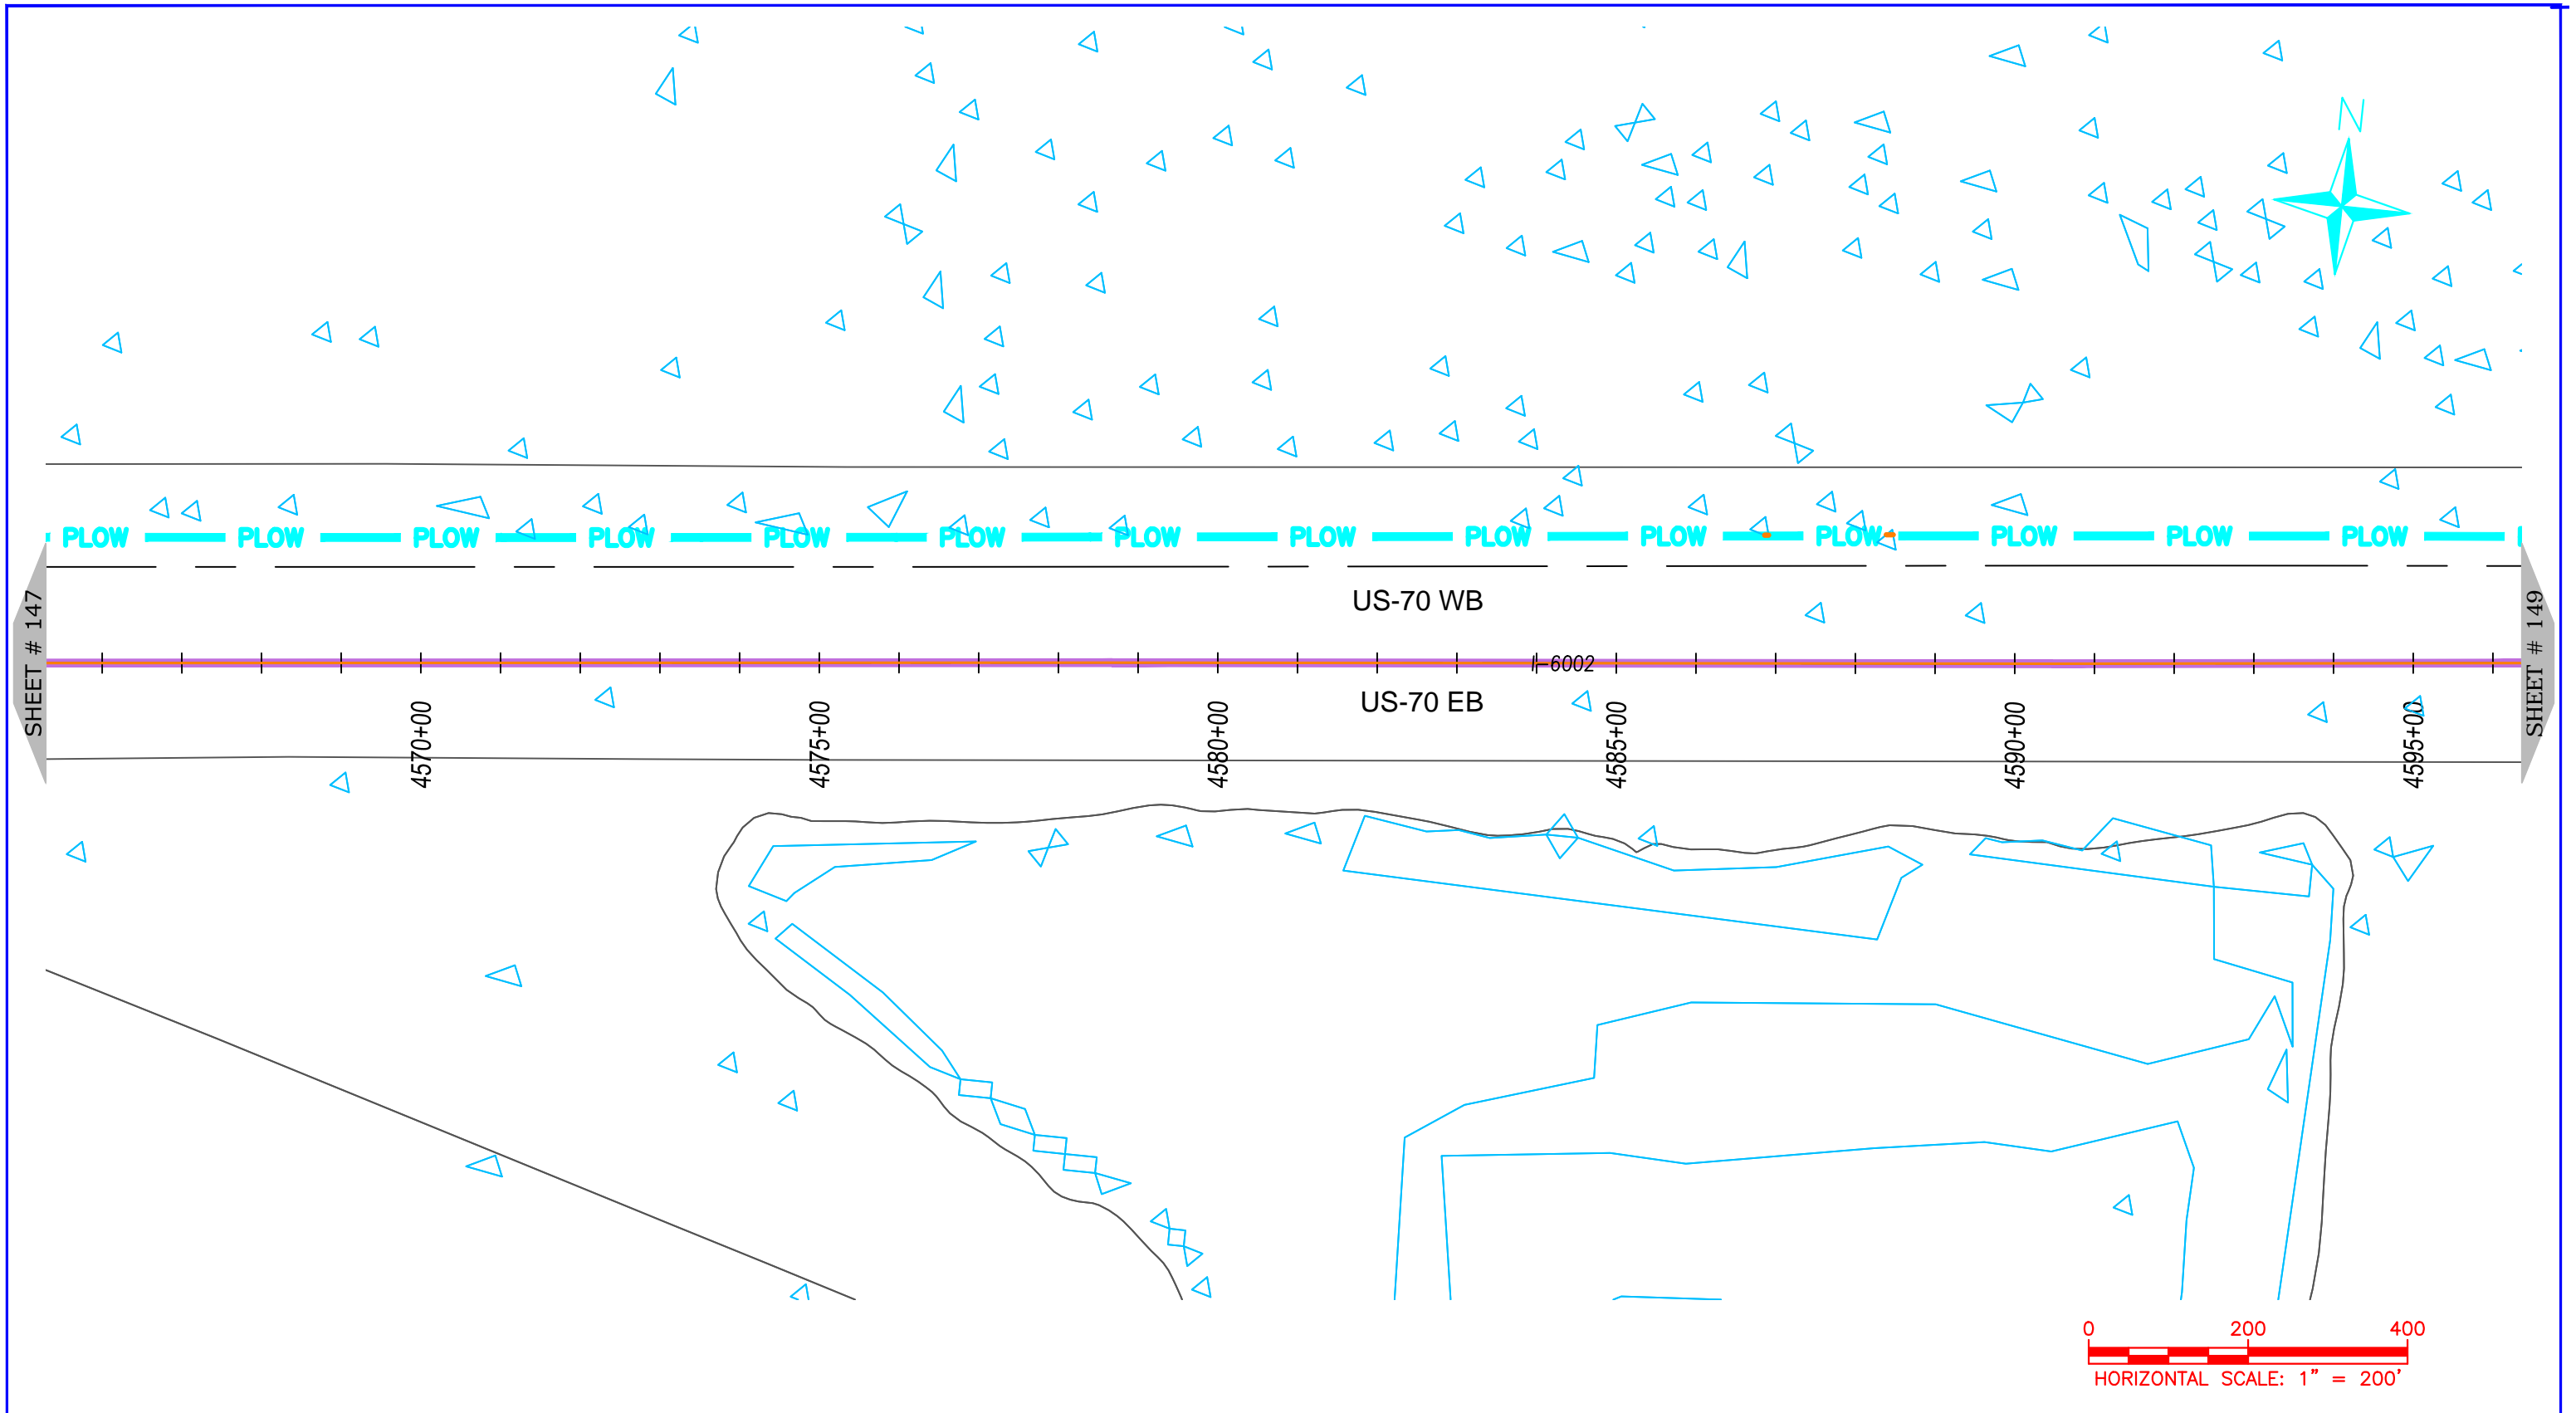 N
PLOW PLOW PLOW PLOW PLOW PLOW PLOW PLOW PLOW PLOW PLOW PLOW PLOW PLOW
US-70 WB
SHEET # 147
SHEET # 149
I-6002
US-70 EB
4570+00 4575+00 4580+00 4585+00 4590+00 4595+00
0 200 400
HORIZONTAL SCALE: 1" = 200'